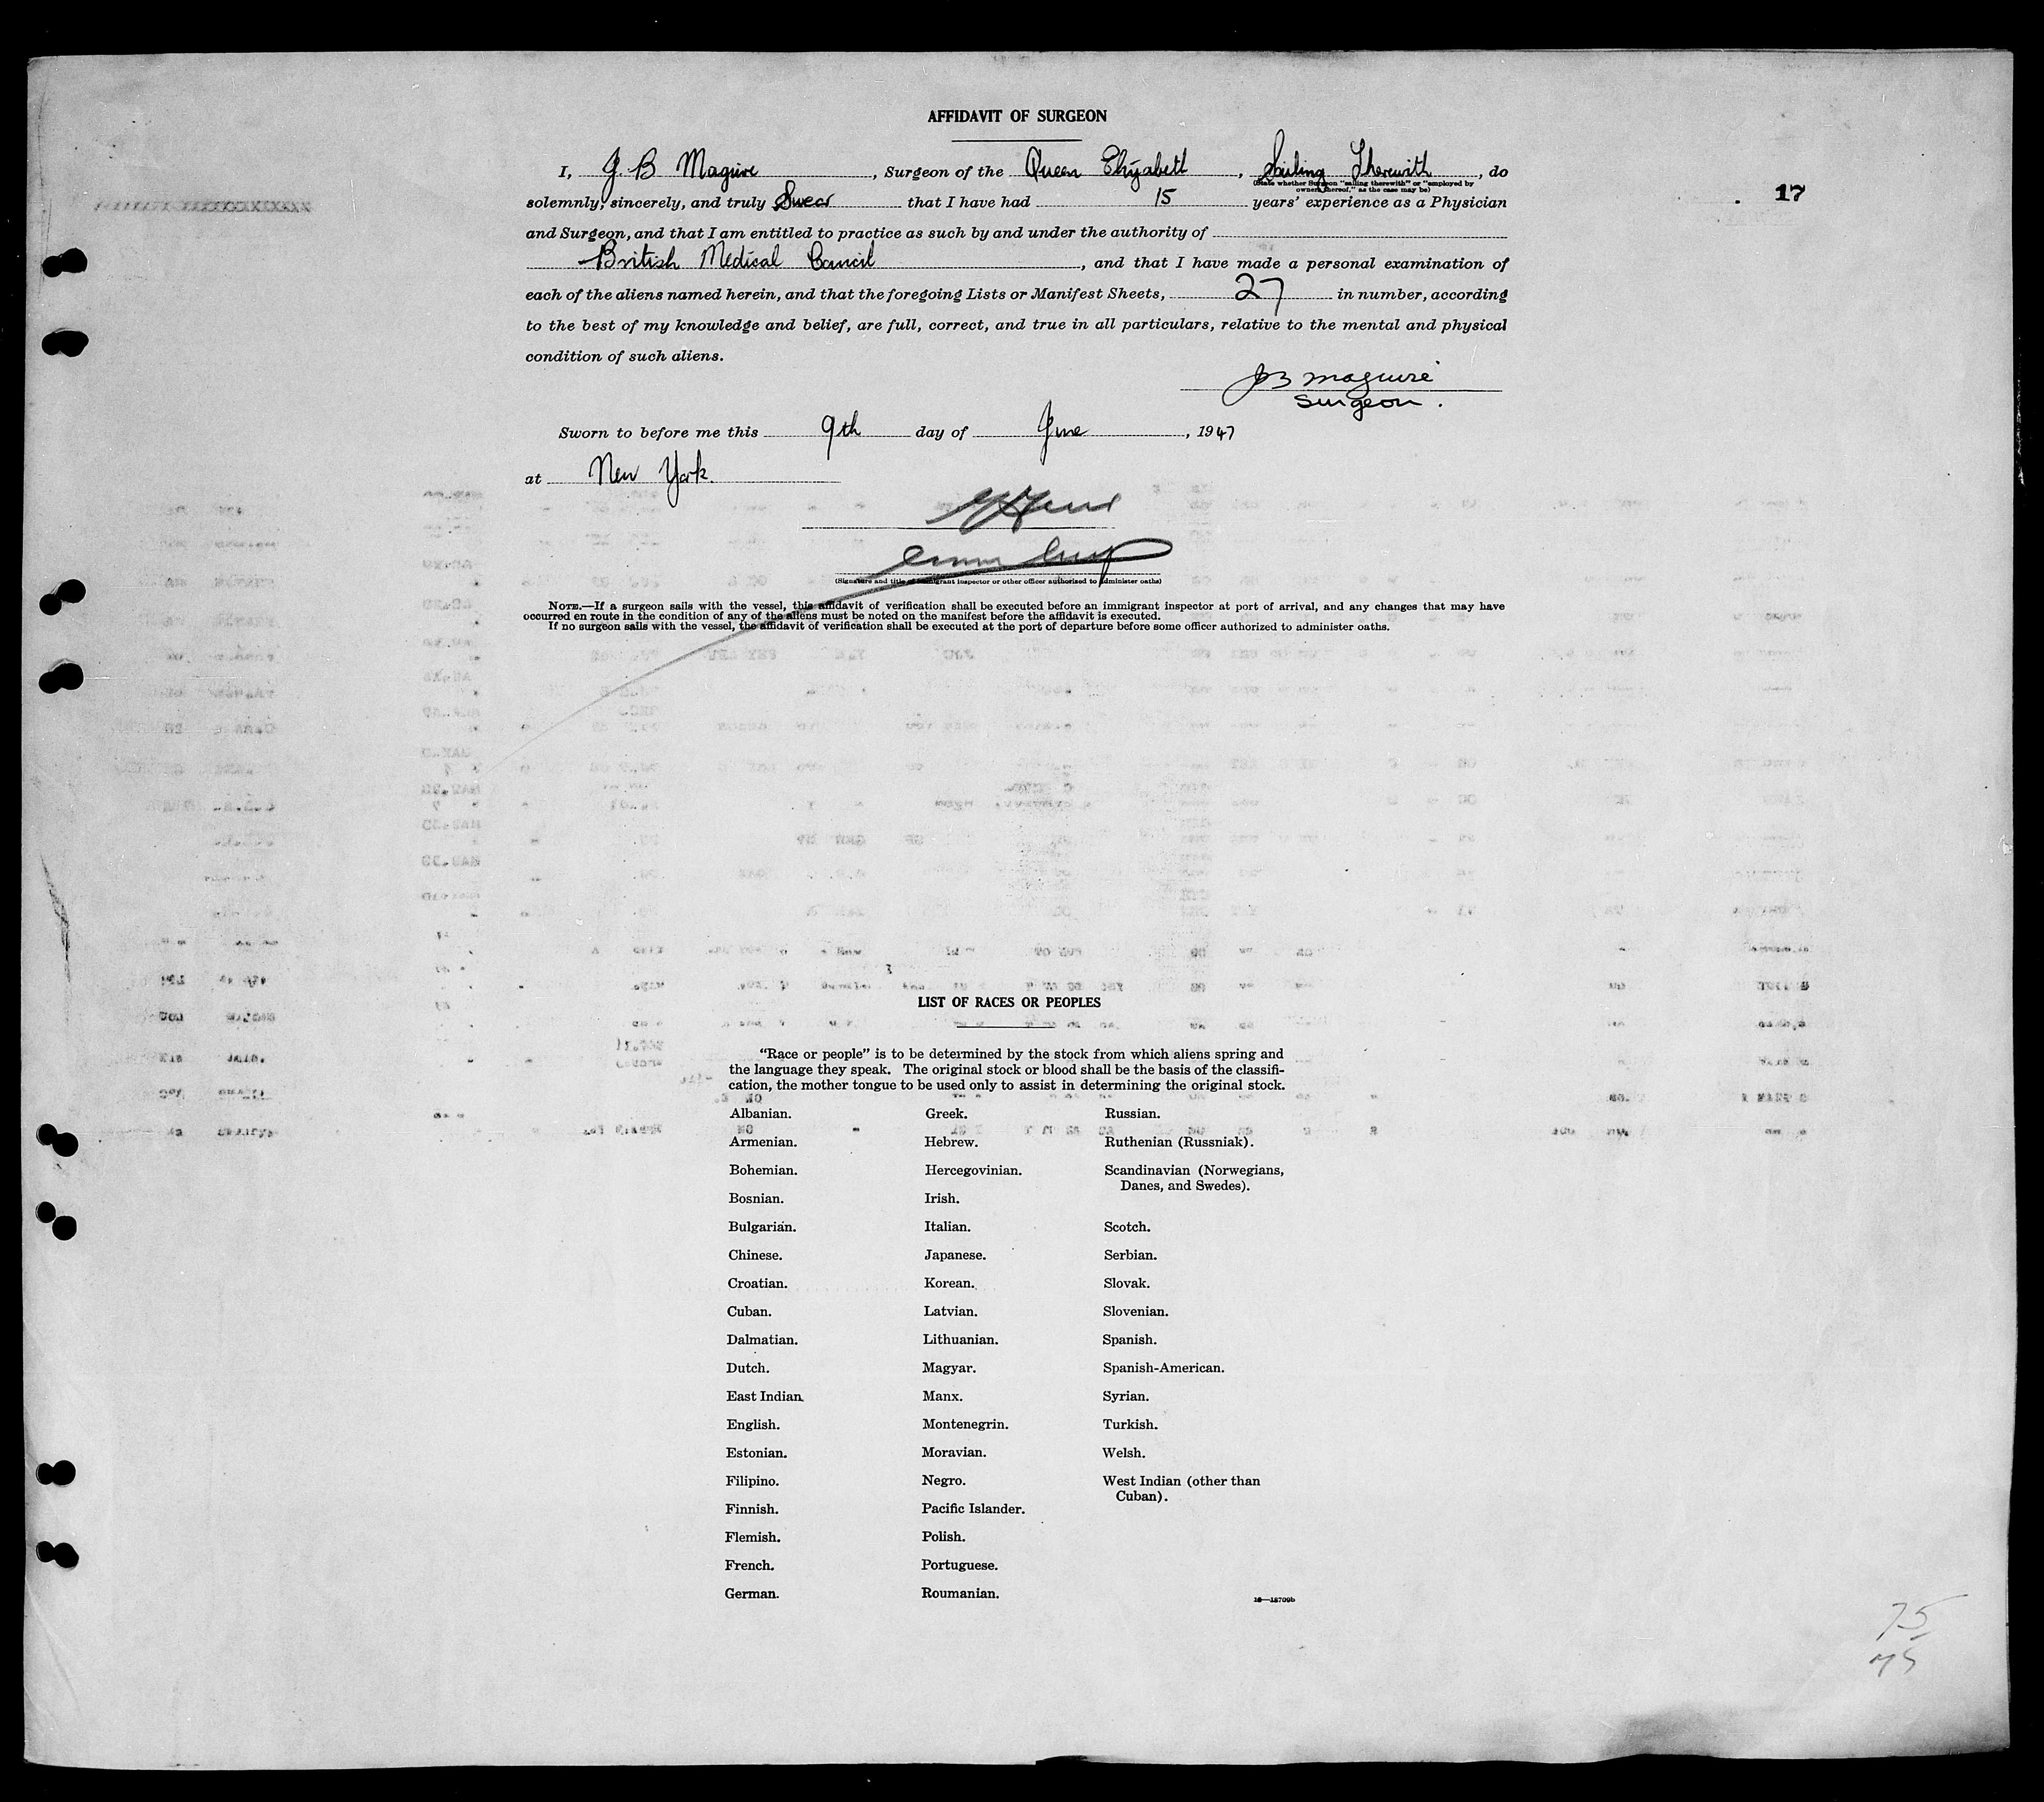 AFFIDAVIT OF SURGEON
I, J. B Maguire, Surgeon of the Queen Elizabeth, Sailing Therewith, do
(State whether Surgeon "sailing therewith" or "employed by
owners thereof," as the case may be)
17
solemnly, sincerely, and truly Swear that I have had 15 years' experience as a Physician
and Surgeon, and that I am entitled to practice as such by and under the authority of
British Medical Council, and that I have made a personal examination of
each of the aliens named herein, and that the foregoing Lists or Manifest Sheets, 27 in number, according
to the best of my knowledge and belief, are full, correct, and true in all particulars, relative to the mental and physical
condition of such aliens.
JB Maguire
Surgeon.
Sworn to before me this 9th day of June, 1947
at New York.
(Signature and title of immigrant inspector or other officer authorized to administer oaths)
NOTE.—If a surgeon sails with the vessel, this affidavit of verification shall be executed before an immigrant inspector at port of arrival, and any changes that may have
occurred en route in the condition of any of the aliens must be noted on the manifest before the affidavit is executed.
If no surgeon sails with the vessel, the affidavit of verification shall be executed at the port of departure before some officer authorized to administer oaths.
LIST OF RACES OR PEOPLES
"Race or people" is to be determined by the stock from which aliens spring and
the language they speak. The original stock or blood shall be the basis of the classifi-
cation, the mother tongue to be used only to assist in determining the original stock.
Albanian.
Armenian.
Bohemian.
Bosnian.
Bulgarian.
Chinese.
Croatian.
Cuban.
Dalmatian.
Dutch.
East Indian.
English.
Estonian.
Filipino.
Finnish.
Flemish.
French.
German.
Greek.
Hebrew.
Hercegovinian.
Irish.
Italian.
Japanese.
Korean.
Latvian.
Lithuanian.
Magyar.
Manx.
Montenegrin.
Moravian.
Negro.
Pacific Islander.
Polish.
Portuguese.
Roumanian.
Russian.
Ruthenian (Russniak).
Scandinavian (Norwegians,
Danes, and Swedes).
Scotch.
Serbian.
Slovak.
Slovenian.
Spanish.
Spanish-American.
Syrian.
Turkish.
Welsh.
West Indian (other than
Cuban).
16—18709b
75
75